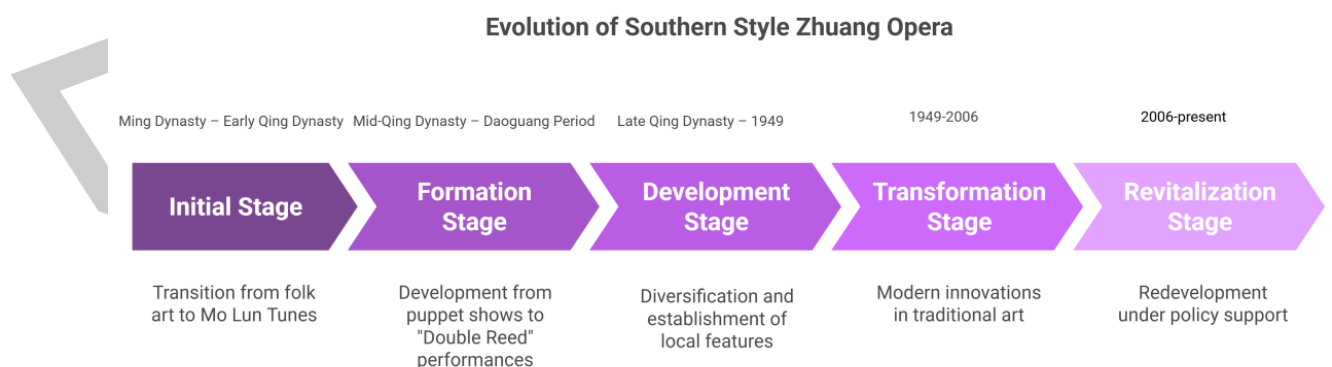 Evolution of Southern Style Zhuang Opera
Ming Dynasty – Early Qing Dynasty
Mid-Qing Dynasty – Daoguang Period
Late Qing Dynasty – 1949
1949-2006
2006-present
Initial Stage
Formation
Stage
Development
Stage
Transformation
Stage
Revitalization
Stage
Transition from folk
art to Mo Lun Tunes
Development from
puppet shows to
"Double Reed"
performances
Diversification and
establishment of
local features
Modern innovations
in traditional art
Redevelopment
under policy support